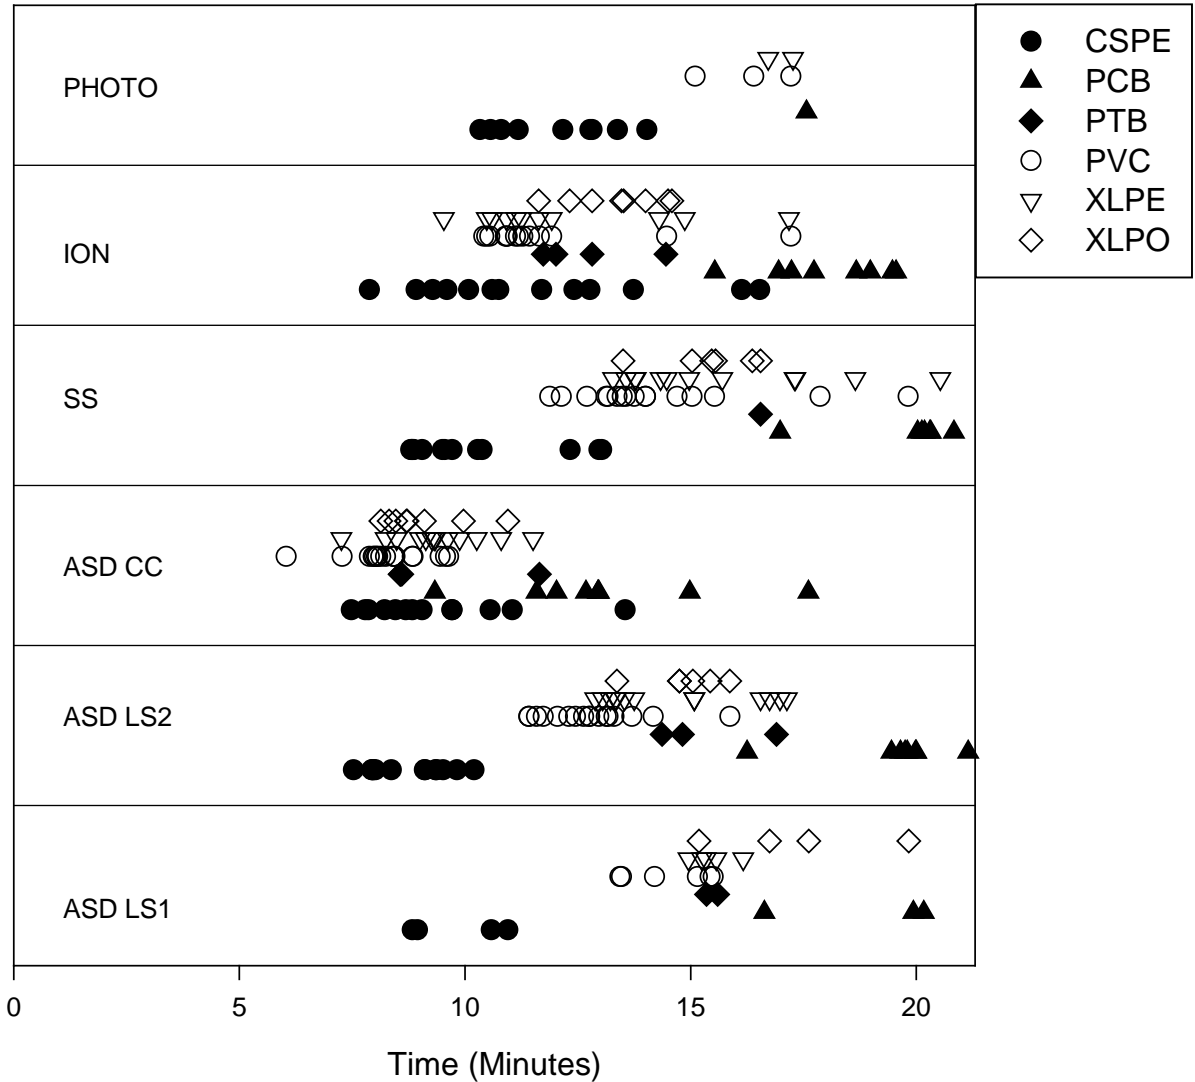 PHOTO
ION
SS
ASD CC
ASD LS2
ASD LS1
CSPE
PCB
PTB
PVC
XLPE
XLPO
0 5 10 15 20
Time (Minutes)